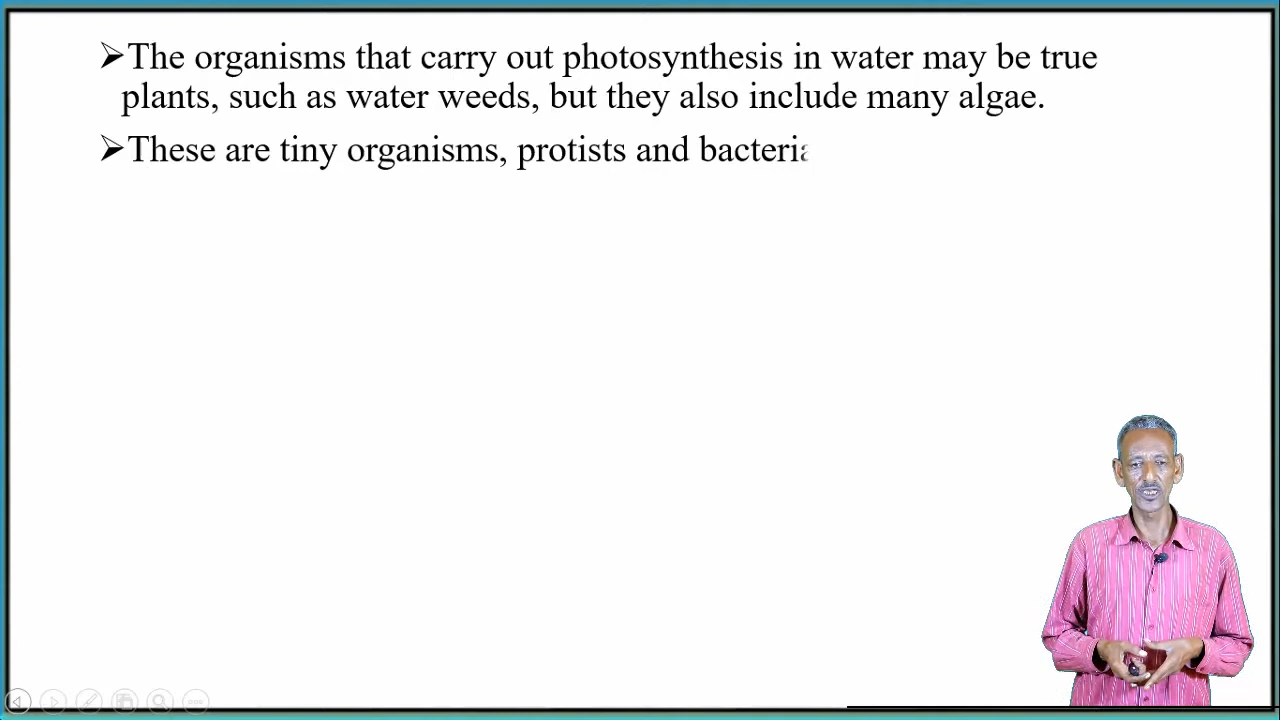 ➢The organisms that carry out photosynthesis in water may be true
plants, such as water weeds, but they also include many algae.
➢These are tiny organisms, protists and bacteria